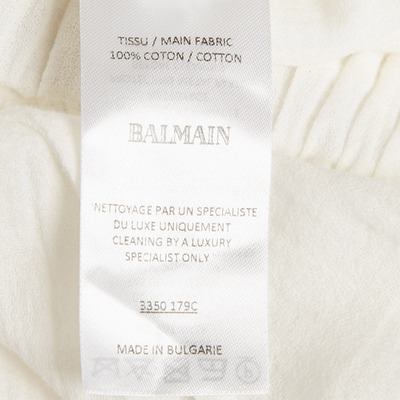 TISSU / MAIN FABRIC
100% COTON / COTTON
BALMAIN
NETTOYAGE PAR UN SPECIALISTE
DU LUXE UNIQUEMENT
CLEANING BY A LUXURY
SPECIALIST ONLY
3350 179C
MADE IN BULGARIE